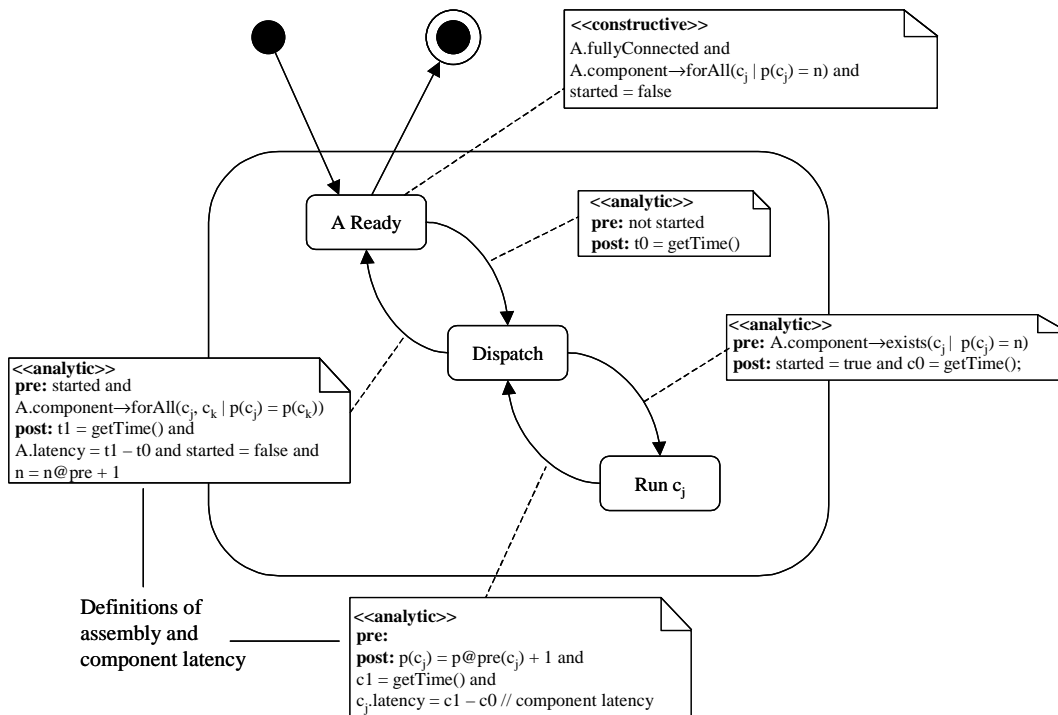 <<constructive>>
A.fullyConnected and
A.component→forAll(cⱼ | p(cⱼ) = n) and
started = false
A Ready
<<analytic>>
pre: not started
post: t0 = getTime()
Dispatch
<<analytic>>
pre: A.component→exists(cⱼ | p(cⱼ) = n)
post: started = true and c0 = getTime();
<<analytic>>
pre: started and
A.component→forAll(cⱼ, cₖ | p(cⱼ) = p(cₖ))
post: t1 = getTime() and
A.latency = t1 – t0 and started = false and
n = n@pre + 1
Run cⱼ
Definitions of
assembly and
component latency
<<analytic>>
pre:
post: p(cⱼ) = p@pre(cⱼ) + 1 and
c1 = getTime() and
cⱼ.latency = c1 – c0 // component latency